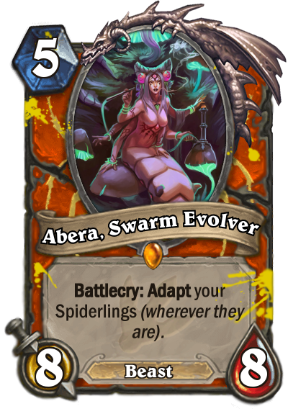 5
Abera, Swarm Evolver
Battlecry: Adapt your
Spiderlings (wherever they
are).
8
Beast
8